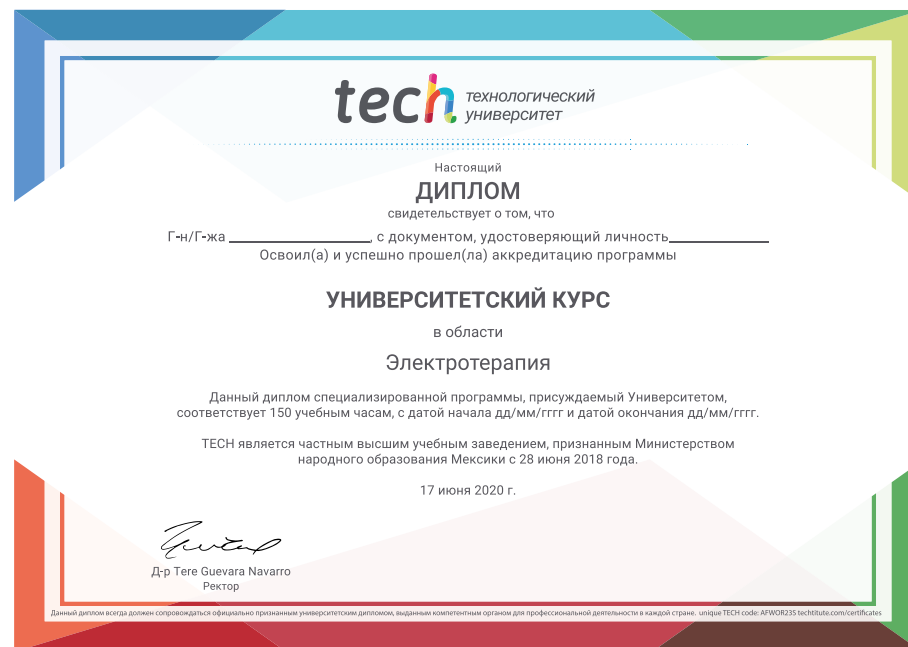 tech технологический
университет
Настоящий
ДИПЛОМ
свидетельствует о том, что
Г-н/Г-жа ____________________, с документом, удостоверяющий личность______________
Освоил(а) и успешно прошел(ла) аккредитацию программы
УНИВЕРСИТЕТСКИЙ КУРС
в области
Электротерапия
Данный диплом специализированной программы, присуждаемый Университетом,
соответствует 150 учебным часам, с датой начала дд/мм/гггг и датой окончания дд/мм/гггг.
TECH является частным высшим учебным заведением, признанным Министерством
народного образования Мексики с 28 июня 2018 года.
17 июня 2020 г.
Д-р Tere Guevara Navarro
Ректор
Данный диплом всегда должен сопровождаться официально признанным университетским дипломом, выданным компетентным органом для профессиональной деятельности в каждой стране. unique TECH code: AFWOR23S techtitute.com/certificates